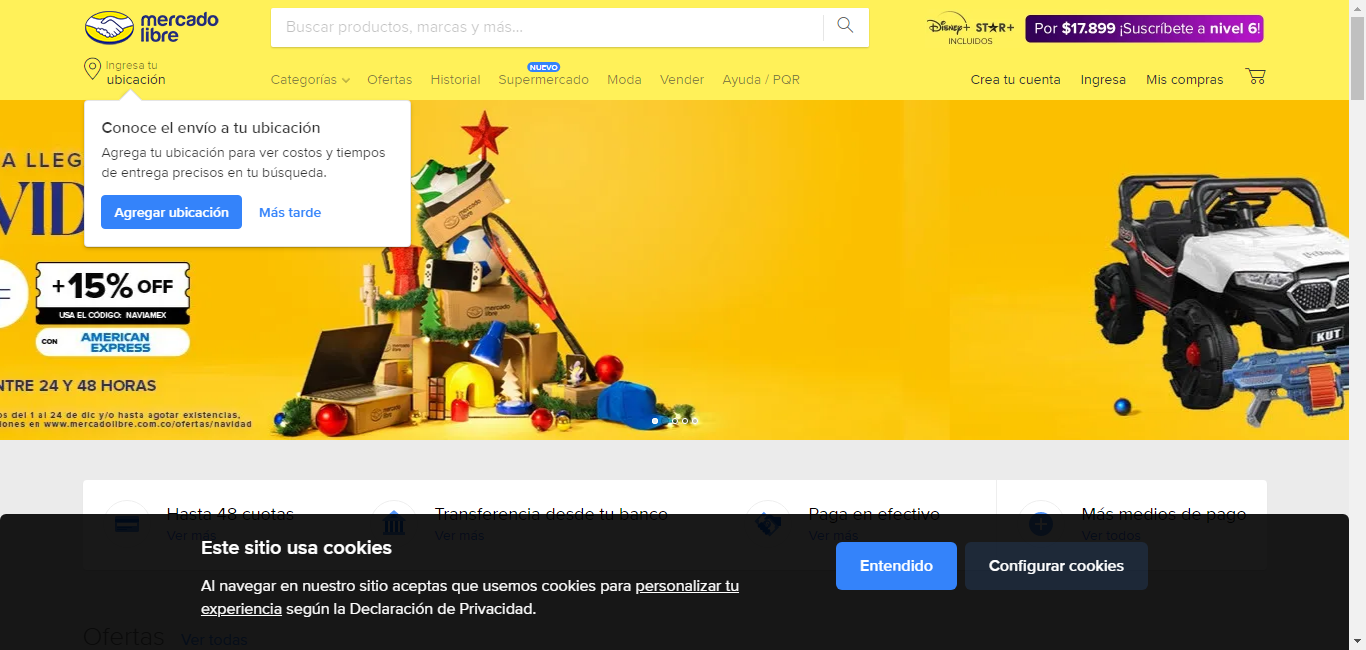 mercado
libre
Buscar productos, marcas y más...
Disney+ STAR+
INCLUIDOS
Por $17.899 ¡Suscríbete a nivel 6!
Ingresa tu
ubicación
Categorías
Ofertas
Historial
NUEVO
Supermercado
Moda
Vender
Ayuda / PQR
Crea tu cuenta
Ingresa
Mis compras
Conoce el envío a tu ubicación
Agrega tu ubicación para ver costos y tiempos
de entrega precisos en tu búsqueda.
Agregar ubicación
Más tarde
A LLEG
VID
+15% OFF
USA EL CÓDIGO: NAVIAMEX
CON AMERICAN
EXPRESS
NTRE 24 Y 48 HORAS
os del 1 al 24 de dic y/o hasta agotar existencias,
iones en www.mercadolibre.com.co/ofertas/navidad
mercado
libre
mercado
libre
KUT
NERF
Hasta 48 cuotas
Ver más
Transferencia desde tu banco
Ver más
Paga en efectivo
Ver más
Más medios de pago
Ver todos
Este sitio usa cookies
Al navegar en nuestro sitio aceptas que usemos cookies para personalizar tu
experiencia según la Declaración de Privacidad.
Entendido
Configurar cookies
Ofertas
Ver todas